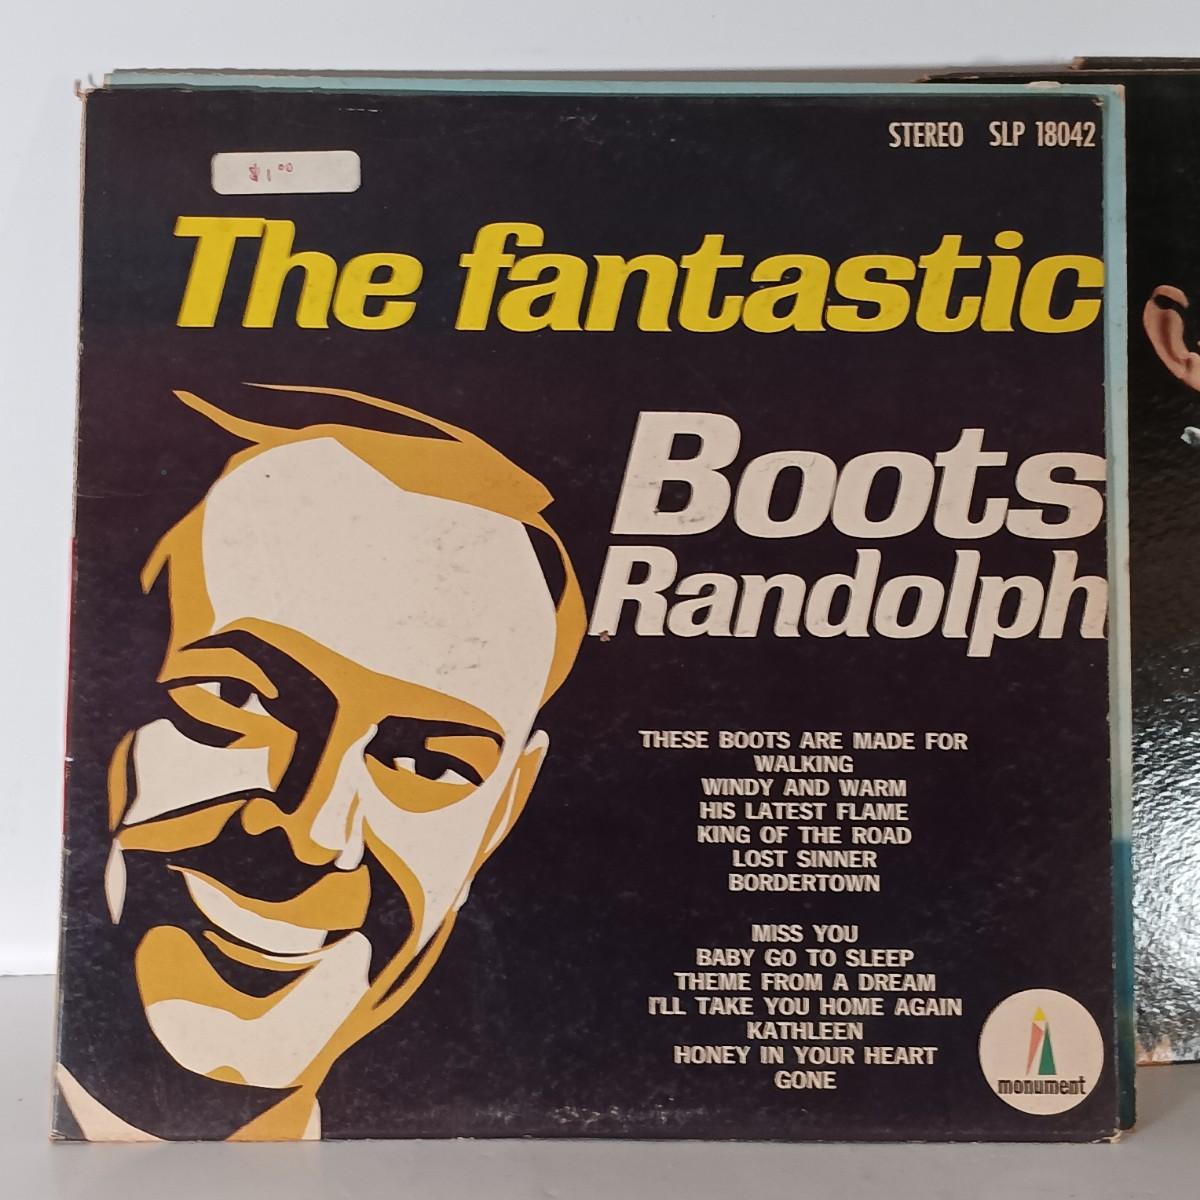 STEREO SLP 18042
$1.00
The fantastic
Boots
Randolph
THESE BOOTS ARE MADE FOR
WALKING
WINDY AND WARM
HIS LATEST FLAME
KING OF THE ROAD
LOST SINNER
BORDERTOWN
MISS YOU
BABY GO TO SLEEP
THEME FROM A DREAM
I'LL TAKE YOU HOME AGAIN
KATHLEEN
HONEY IN YOUR HEART
GONE
monument